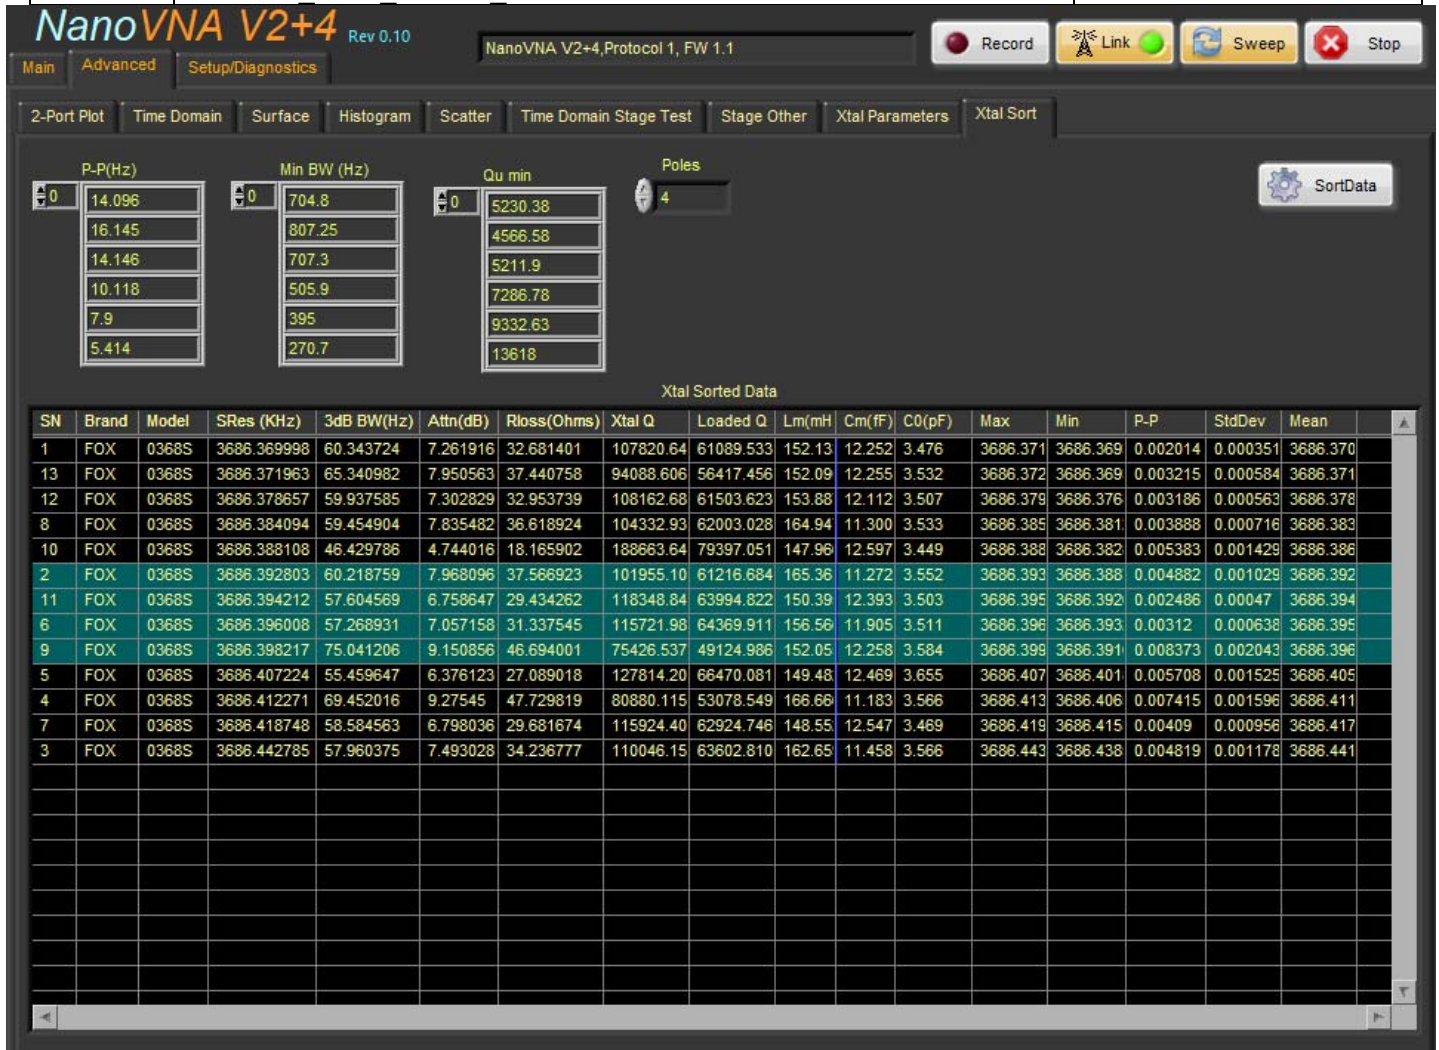 NanoVNA V2+4 Rev 0.10
NanoVNA V2+4,Protocol 1, FW 1.1
Record Link Sweep Stop
Main Advanced Setup/Diagnostics
2-Port Plot Time Domain Surface Histogram Scatter Time Domain Stage Test Stage Other Xtal Parameters Xtal Sort
P-P(Hz) Min BW (Hz) Qu min Poles
0 14.096 0 704.8 0 5230.38 4 SortData
16.145 807.25 4566.58
14.146 707.3 5211.9
10.118 505.9 7286.78
7.9 395 9332.63
5.414 270.7 13618
Xtal Sorted Data
SN Brand Model SRes (KHz) 3dB BW(Hz) Attn(dB) Rloss(Ohms) Xtal Q Loaded Q Lm(mH Cm(fF) C0(pF) Max Min P-P StdDev Mean
1 FOX 0368S 3686.369998 60.343724 7.261916 32.681401 107820.64 61089.533 152.13 12.252 3.476 3686.371 3686.369 0.002014 0.000351 3686.370
13 FOX 0368S 3686.371963 65.340982 7.950563 37.440758 94088.606 56417.456 152.09 12.255 3.532 3686.372 3686.369 0.003215 0.000584 3686.371
12 FOX 0368S 3686.378657 59.937585 7.302829 32.953739 108162.68 61503.623 153.88 12.112 3.507 3686.379 3686.376 0.003186 0.000563 3686.378
8 FOX 0368S 3686.384094 59.454904 7.835482 36.618924 104332.93 62003.028 164.94 11.300 3.533 3686.385 3686.381 0.003888 0.000716 3686.383
10 FOX 0368S 3686.388108 46.429786 4.744016 18.165902 188663.64 79397.051 147.96 12.597 3.449 3686.388 3686.382 0.005383 0.001429 3686.386
2 FOX 0368S 3686.392803 60.218759 7.968096 37.566923 101955.10 61216.684 165.36 11.272 3.552 3686.393 3686.388 0.004882 0.001029 3686.392
11 FOX 0368S 3686.394212 57.604569 6.758647 29.434262 118348.84 63994.822 150.39 12.393 3.503 3686.395 3686.392 0.002486 0.00047 3686.394
6 FOX 0368S 3686.396008 57.268931 7.057158 31.337545 115721.98 64369.911 156.56 11.905 3.511 3686.396 3686.393 0.00312 0.000638 3686.395
9 FOX 0368S 3686.398217 75.041206 9.150856 46.694001 75426.537 49124.986 152.05 12.258 3.584 3686.399 3686.391 0.008373 0.002043 3686.396
5 FOX 0368S 3686.407224 55.459647 6.376123 27.089018 127814.20 66470.081 149.48 12.469 3.655 3686.407 3686.401 0.005708 0.001525 3686.405
4 FOX 0368S 3686.412271 69.452016 9.27545 47.729819 80880.115 53078.549 166.66 11.183 3.566 3686.413 3686.406 0.007415 0.001596 3686.411
7 FOX 0368S 3686.418748 58.584563 6.798036 29.681674 115924.40 62924.746 148.55 12.547 3.469 3686.419 3686.415 0.00409 0.000956 3686.417
3 FOX 0368S 3686.442785 57.960375 7.493028 34.236777 110046.15 63602.810 162.65 11.458 3.566 3686.443 3686.438 0.004819 0.001178 3686.441